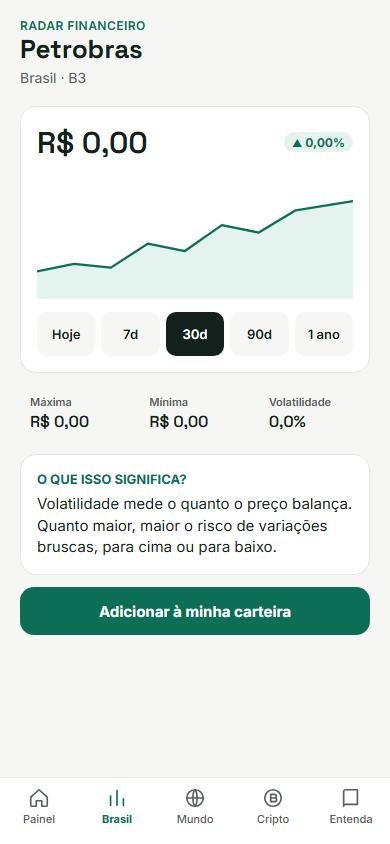 RADAR FINANCEIRO
Petrobras
Brasil · B3
R$ 0,00
▲ 0,00%
Hoje
7d
30d
90d
1 ano
Máxima
Mínima
Volatilidade
R$ 0,00
R$ 0,00
0,0%
O QUE ISSO SIGNIFICA?
Volatilidade mede o quanto o preço balança.
Quanto maior, maior o risco de variações
bruscas, para cima ou para baixo.
Adicionar à minha carteira
Painel
Brasil
Mundo
Cripto
Entenda